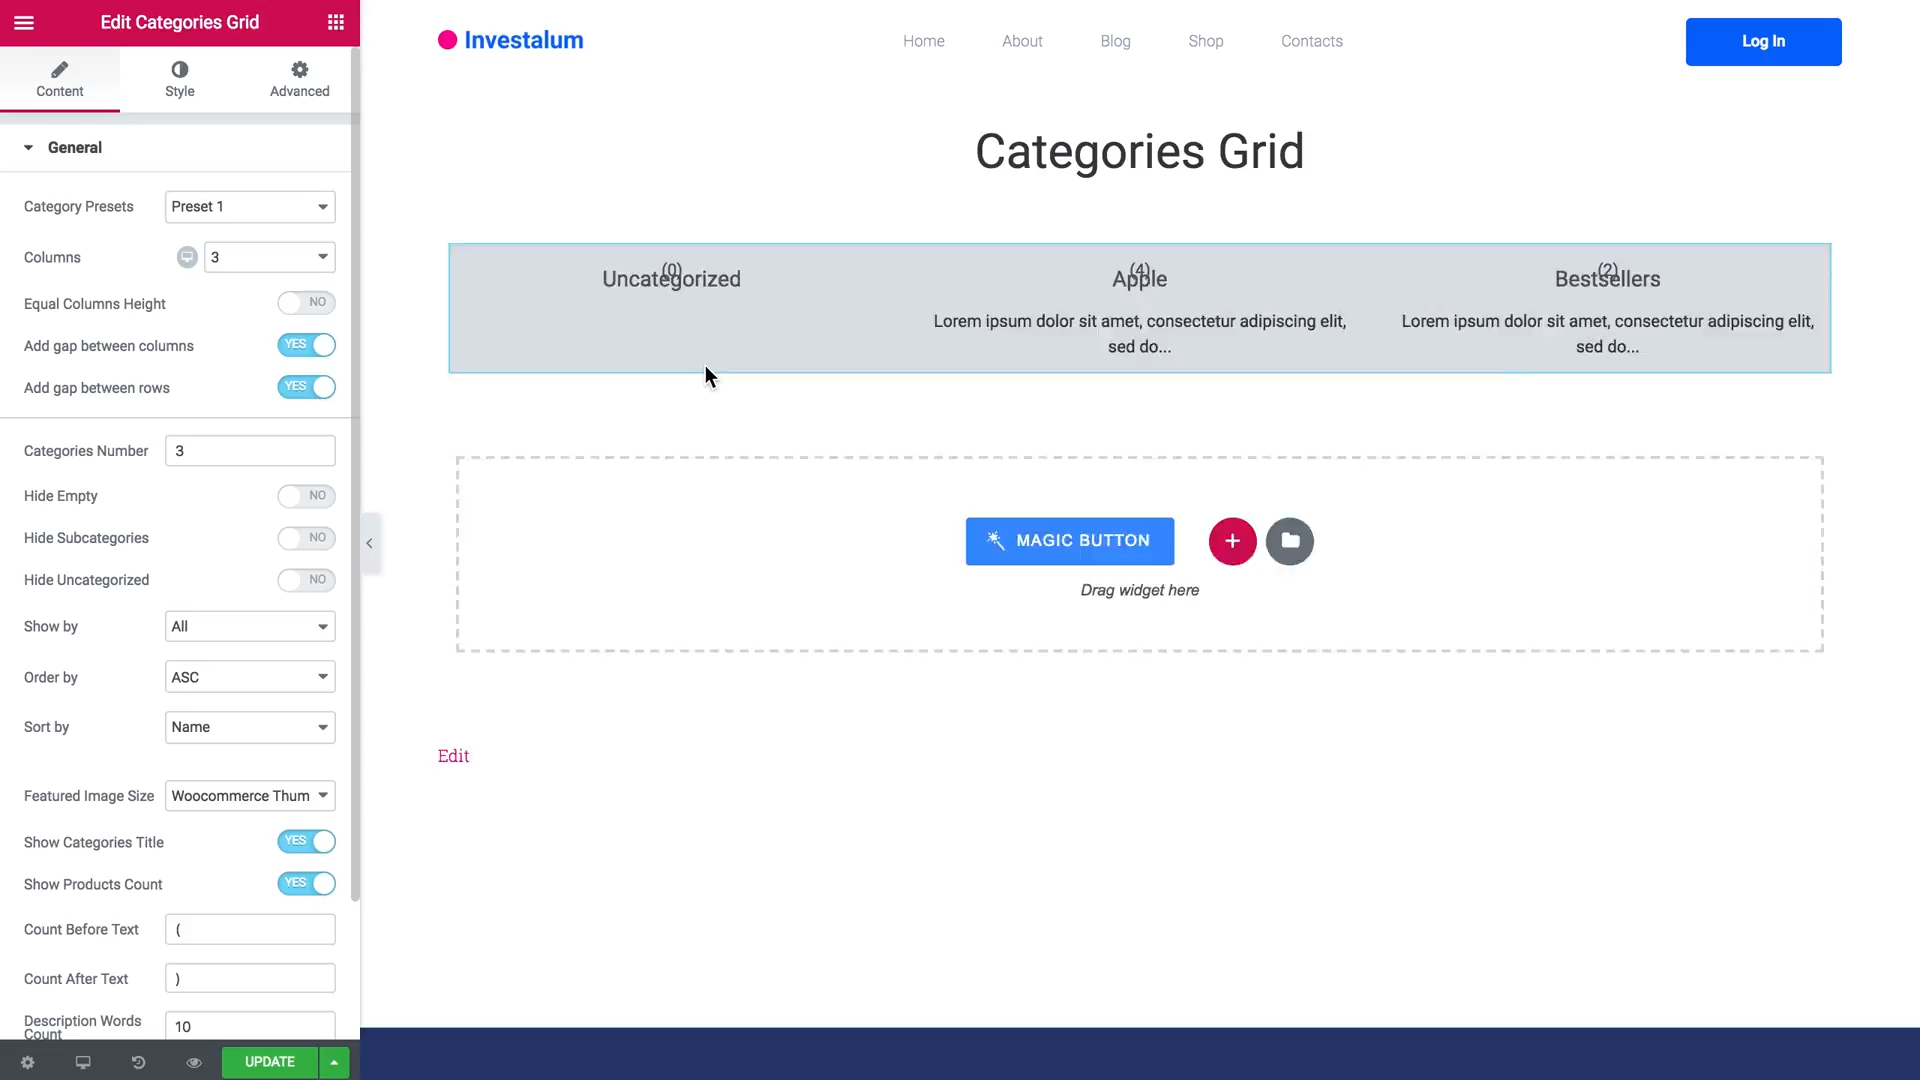 Edit Categories Grid
Content
Style
Advanced
General
Category Presets
Preset 1
Columns
3
Equal Columns Height
NO
Add gap between columns
YES
Add gap between rows
YES
Categories Number
3
Hide Empty
NO
Hide Subcategories
NO
Hide Uncategorized
NO
Show by
All
Order by
ASC
Sort by
Name
Featured Image Size
Woocommerce Thum
Show Categories Title
YES
Show Products Count
YES
Count Before Text
(
Count After Text
)
Description Words
Count
10
UPDATE
Investalum
Home
About
Blog
Shop
Contacts
Log In
Categories Grid
(0)
Uncategorized
(4)
Apple
Lorem ipsum dolor sit amet, consectetur adipiscing elit,
sed do...
(2)
Bestsellers
Lorem ipsum dolor sit amet, consectetur adipiscing elit,
sed do...
MAGIC BUTTON
Drag widget here
Edit